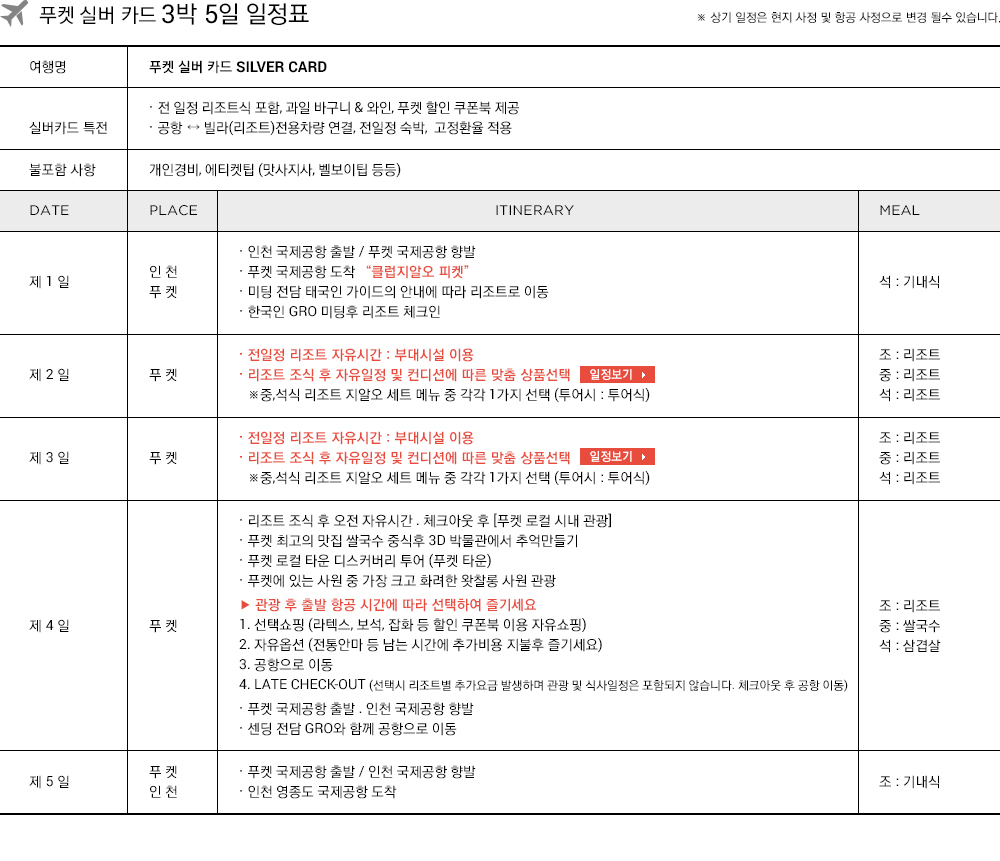 푸켓 실버 카드 3박 5일 일정표
※ 상기 일정은 현지 사정 및 항공 사정으로 변경 될수 있습니다.
여행명
푸켓 실버 카드 SILVER CARD
실버카드 특전
· 전 일정 리조트식 포함, 과일 바구니 & 와인, 푸켓 할인 쿠폰북 제공
· 공항 ↔ 빌라(리조트)전용차량 연결, 전일정 숙박, 고정환율 적용
불포함 사항
개인경비, 에티켓팁 (맛사지사, 벨보이팁 등등)
DATE PLACE ITINERARY MEAL
제 1 일
인 천
푸 켓
· 인천 국제공항 출발 / 푸켓 국제공항 향발
· 푸켓 국제공항 도착 “클럽지알오 피켓”
· 미팅 전담 태국인 가이드의 안내에 따라 리조트로 이동
· 한국인 GRO 미팅후 리조트 체크인
석 : 기내식
제 2 일
푸 켓
· 전일정 리조트 자유시간 : 부대시설 이용
· 리조트 조식 후 자유일정 및 컨디션에 따른 맞춤 상품선택 일정보기
※중,석식 리조트 지알오 세트 메뉴 중 각각 1가지 선택 (투어시 : 투어식)
조 : 리조트
중 : 리조트
석 : 리조트
제 3 일
푸 켓
· 전일정 리조트 자유시간 : 부대시설 이용
· 리조트 조식 후 자유일정 및 컨디션에 따른 맞춤 상품선택 일정보기
※중,석식 리조트 지알오 세트 메뉴 중 각각 1가지 선택 (투어시 : 투어식)
조 : 리조트
중 : 리조트
석 : 리조트
제 4 일
푸 켓
· 리조트 조식 후 오전 자유시간 . 체크아웃 후 [푸켓 로컬 시내 관광]
· 푸켓 최고의 맛집 쌀국수 중식후 3D 박물관에서 추억만들기
· 푸켓 로컬 타운 디스커버리 투어 (푸켓 타운)
· 푸켓에 있는 사원 중 가장 크고 화려한 왓찰롱 사원 관광
▶ 관광 후 출발 항공 시간에 따라 선택하여 즐기세요
1. 선택쇼핑 (라텍스, 보석, 잡화 등 할인 쿠폰북 이용 자유쇼핑)
2. 자유옵션 (전통안마 등 남는 시간에 추가비용 지불후 즐기세요)
3. 공항으로 이동
4. LATE CHECK-OUT (선택시 리조트별 추가요금 발생하며 관광 및 식사일정은 포함되지 않습니다. 체크아웃 후 공항 이동)
· 푸켓 국제공항 출발 . 인천 국제공항 향발
· 센딩 전담 GRO와 함께 공항으로 이동
조 : 리조트
중 : 쌀국수
석 : 삼겹살
제 5 일
푸 켓
인 천
· 푸켓 국제공항 출발 / 인천 국제공항 향발
· 인천 영종도 국제공항 도착
조 : 기내식